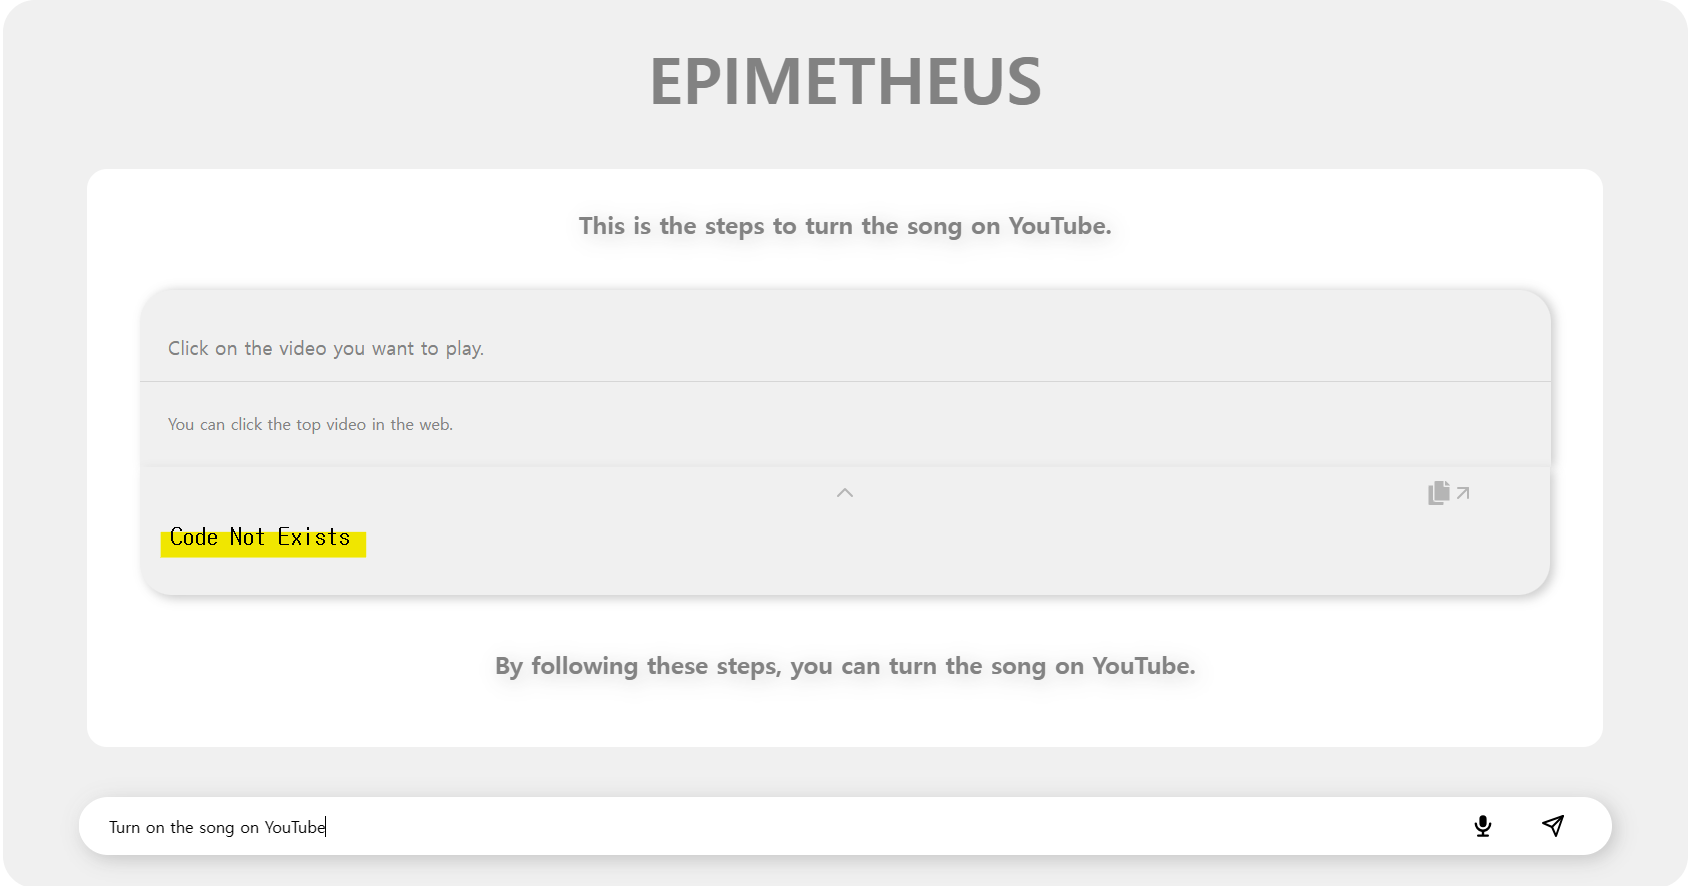 EPIMETHEUS
This is the steps to turn the song on YouTube.
Click on the video you want to play.
You can click the top video in the web.
Code Not Exists
By following these steps, you can turn the song on YouTube.
Turn on the song on YouTube